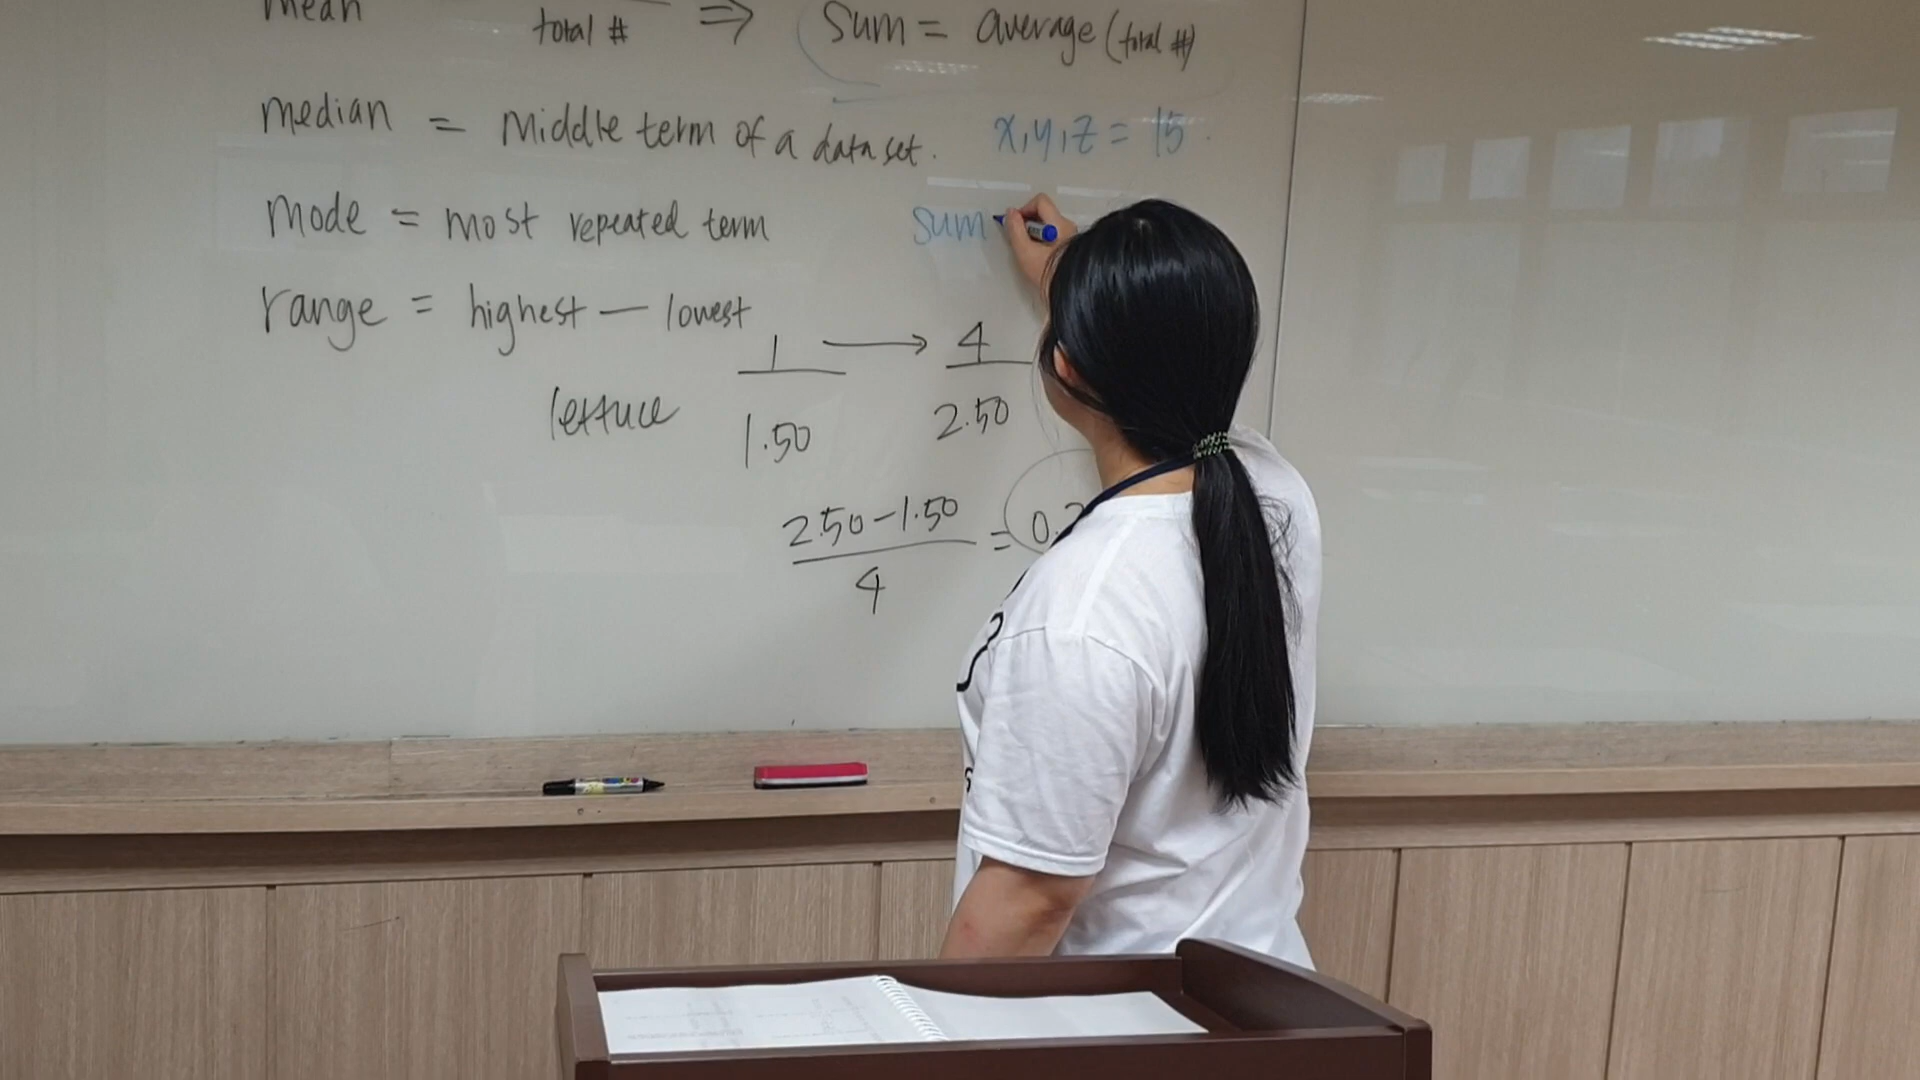 mean total # ⇒ sum = average (total #)
median = middle term of a data set. x, y, z = 15.
mode = most repeated term sum
range = highest — lowest
1 → 4
lettuce 1.50 2.50
2.50 - 1.50
= 0.
4